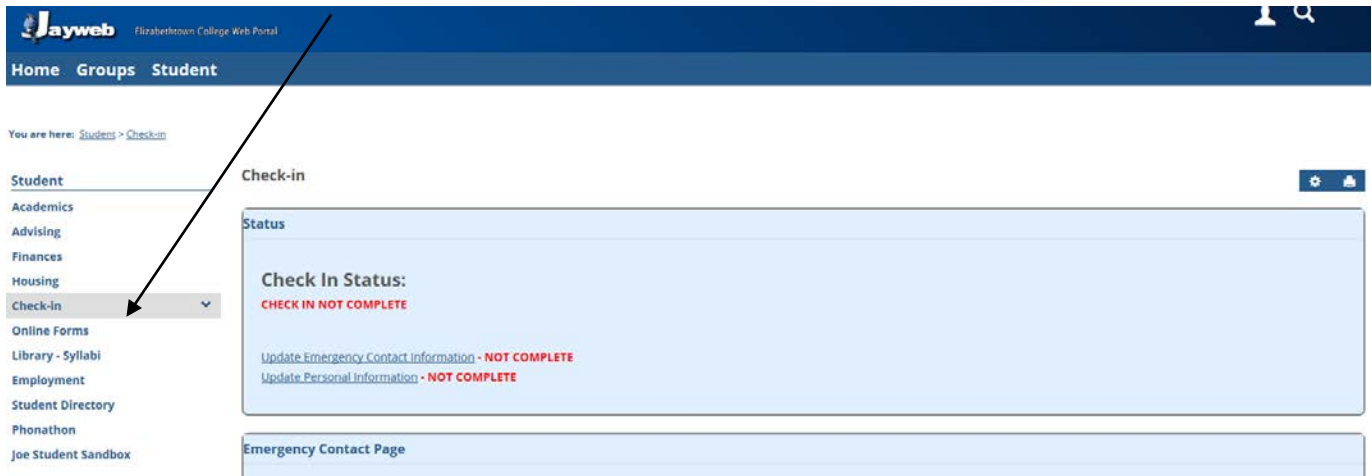 Jayweb Elizabethtown College Web Portal
Home Groups Student
You are here: Student > Check-in
Student
Academics
Advising
Finances
Housing
Check-in
Online Forms
Library - Syllabi
Employment
Student Directory
Phonathon
Joe Student Sandbox
Check-in
Status
Check In Status:
CHECK IN NOT COMPLETE
Update Emergency Contact Information - NOT COMPLETE
Update Personal Information - NOT COMPLETE
Emergency Contact Page